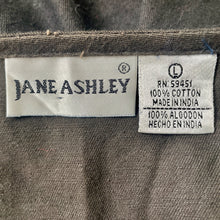 JANE ASHLEY ®
L
RN: 59451
100% COTTON
MADE IN INDIA
100% ALGODON
HECHO EN INDIA